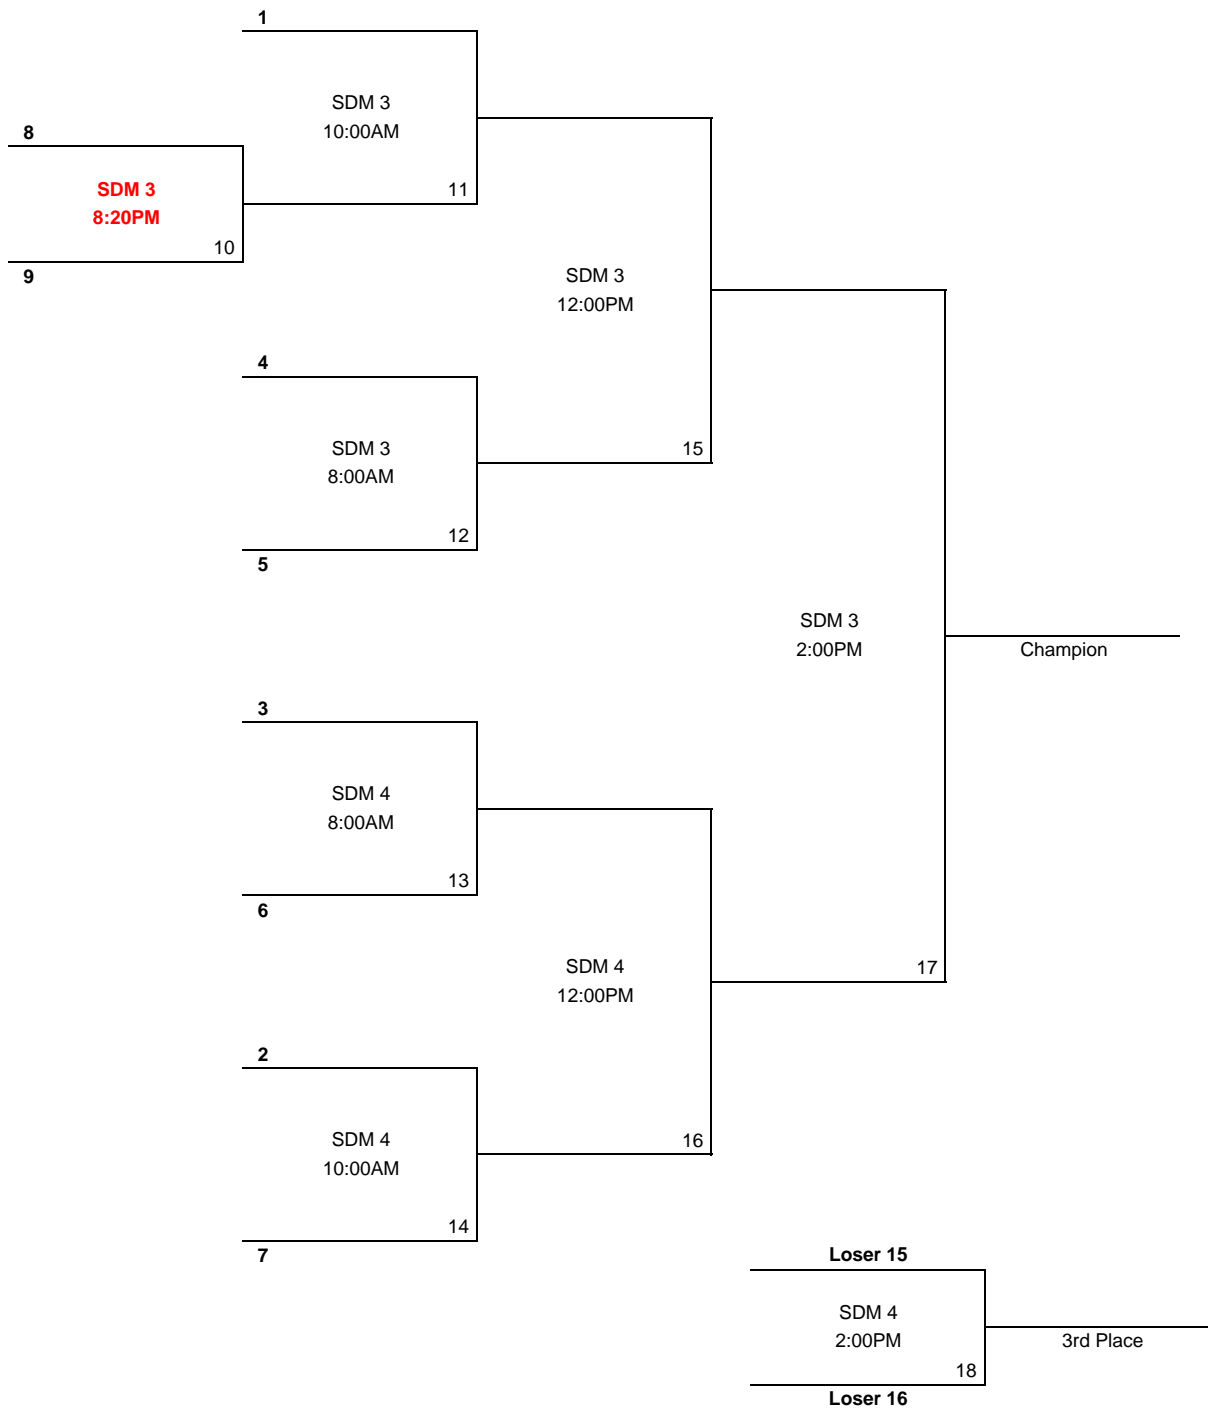 1
SDM 3
10:00AM
8
SDM 3
8:20PM
11
10
9
SDM 3
12:00PM
4
SDM 3
8:00AM
15
12
5
SDM 3
2:00PM
Champion
3
SDM 4
8:00AM
13
6
SDM 4
12:00PM
17
2
SDM 4
10:00AM
16
14
7
Loser 15
SDM 4
2:00PM
3rd Place
18
Loser 16